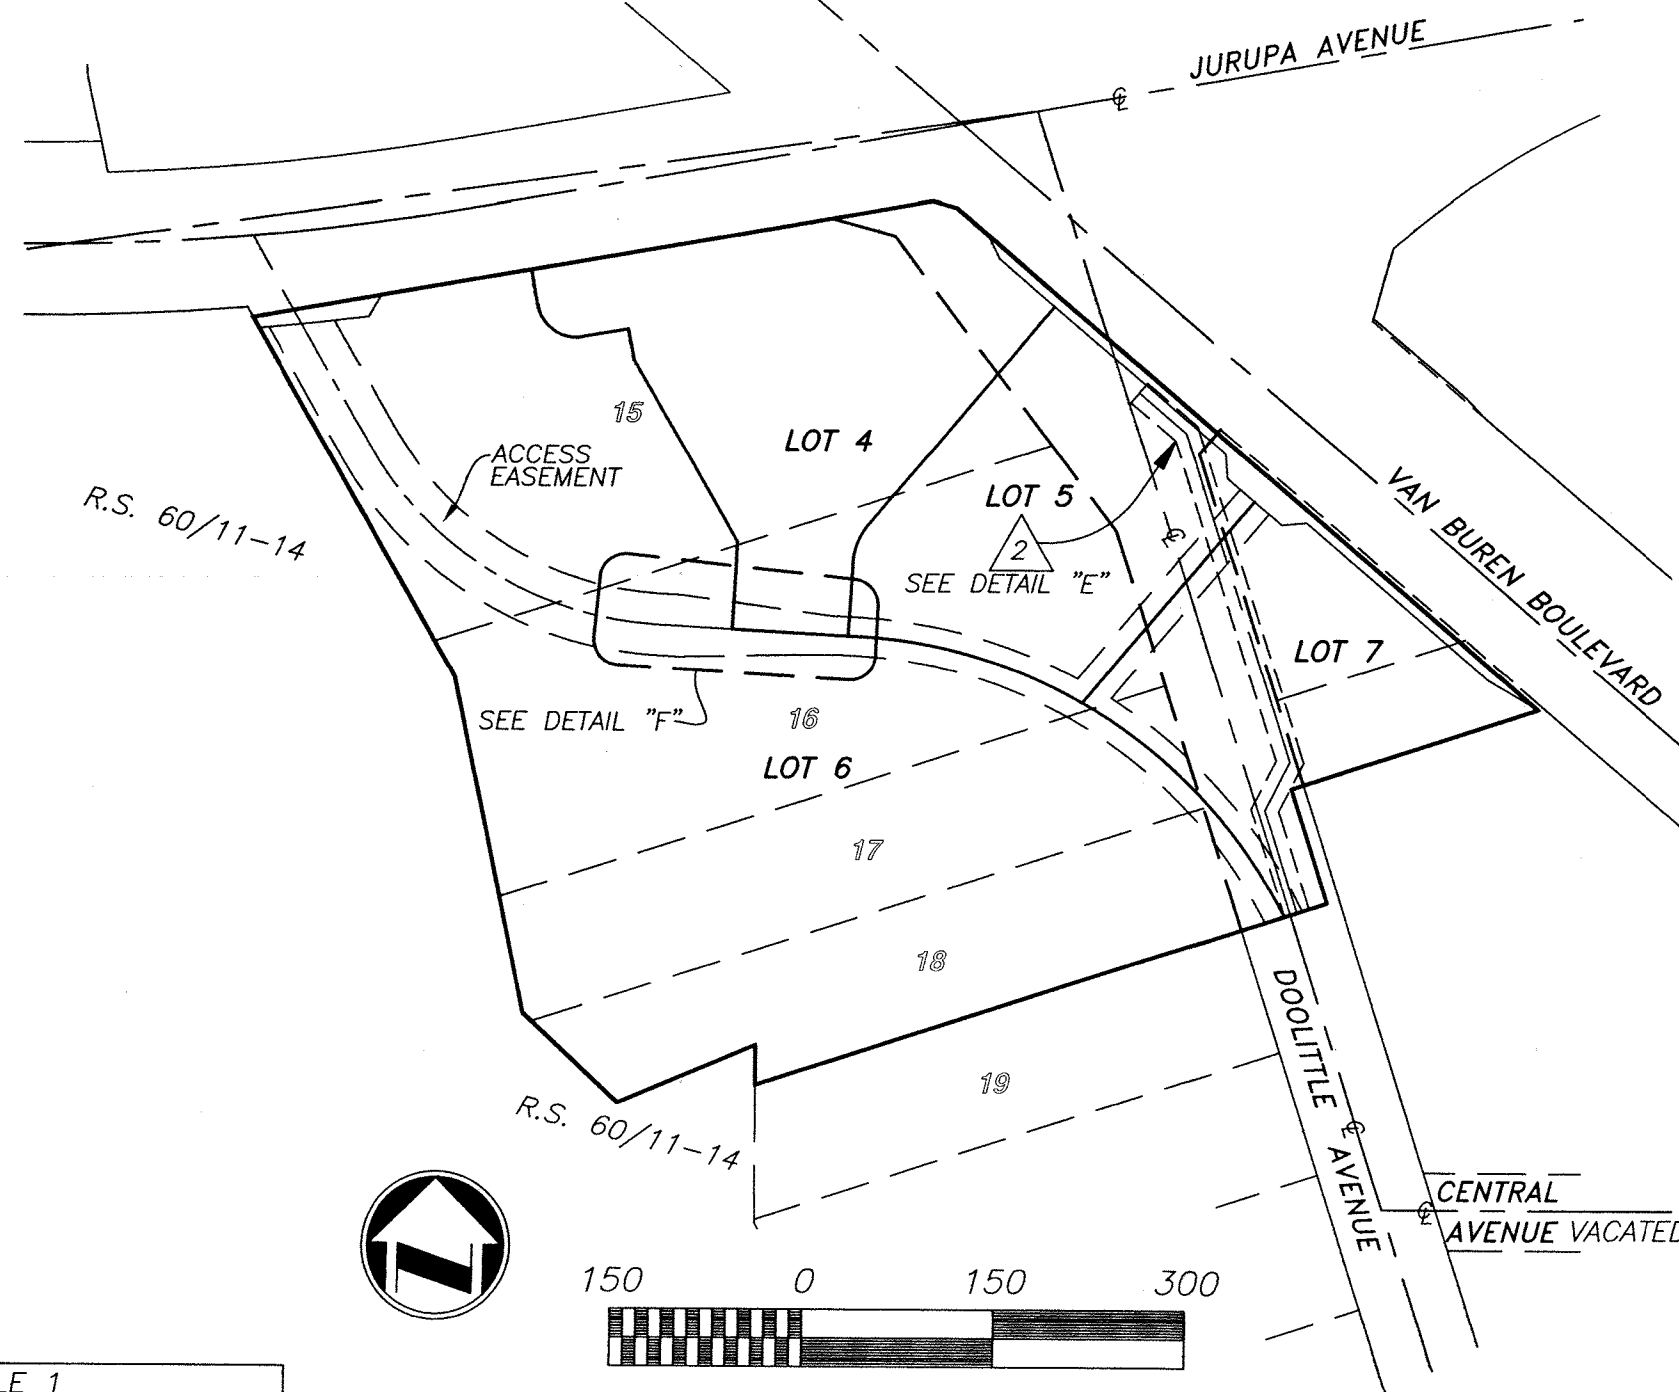 JURUPA AVENUE
℄
15
LOT 4
ACCESS
EASEMENT
R.S. 60/11-14
LOT 5
2
℄
SEE DETAIL "E"
VAN BUREN BOULEVARD
LOT 7
SEE DETAIL "F"
16
LOT 6
17
18
DOOLITTLE AVENUE
℄
19
R.S. 60/11-14
CENTRAL
℄
AVENUE VACATED
150 0 150 300
LE 1